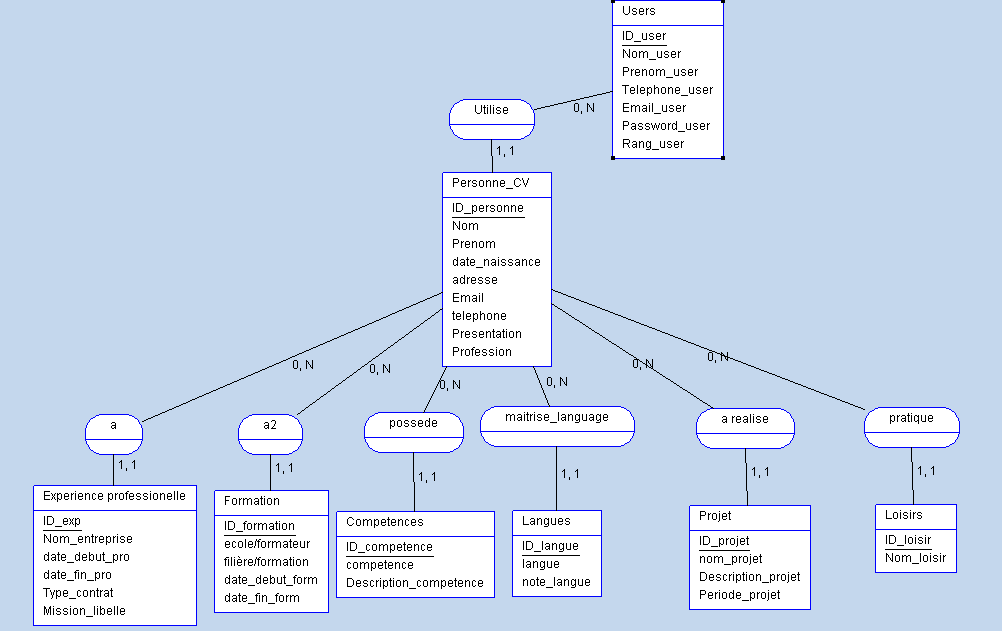 Users
ID_user
Nom_user
Prenom_user
Telephone_user
Email_user
Password_user
Rang_user
Utilise
0, N
1, 1
Personne_CV
ID_personne
Nom
Prenom
date_naissance
adresse
Email
telephone
Presentation
Profession
0, N
0, N
0, N
0, N
0, N
0, N
a
a2
possede
maitrise_language
a realise
pratique
1, 1
1, 1
1, 1
1, 1
1, 1
1, 1
Experience professionelle
ID_exp
Nom_entreprise
date_debut_pro
date_fin_pro
Type_contrat
Mission_libelle
Formation
ID_formation
ecole/formateur
filière/formation
date_debut_form
date_fin_form
Competences
ID_competence
competence
Description_competence
Langues
ID_langue
langue
note_langue
Projet
ID_projet
nom_projet
Description_projet
Periode_projet
Loisirs
ID_loisir
Nom_loisir